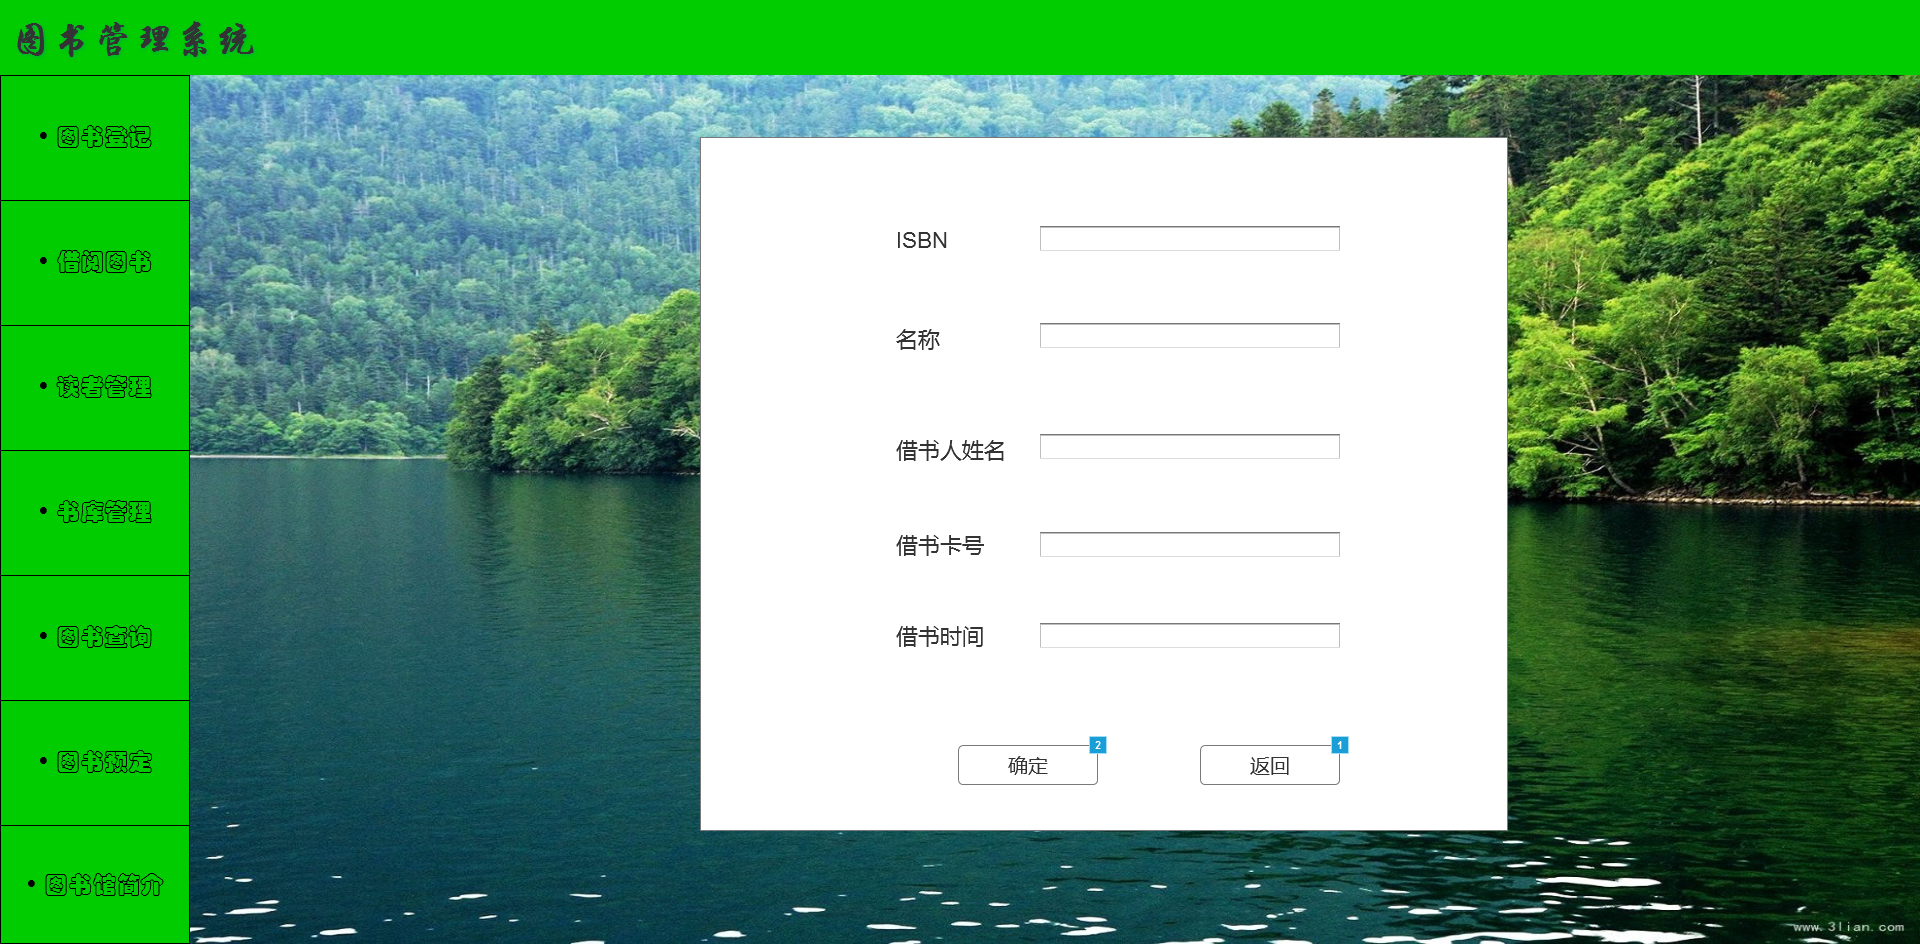 图书管理系统
• 图书登记
• 借阅图书
• 读者管理
• 书库管理
• 图书查询
• 图书预定
• 图书馆简介
ISBN
名称
借书人姓名
借书卡号
借书时间
确定
2
返回
1
www.3lian.com